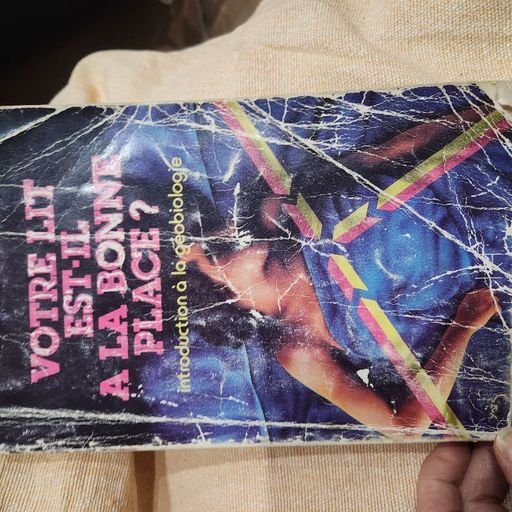 VOTRE LIT
EST-IL
A LA BONNE
PLACE ?
introduction à la géobiologie